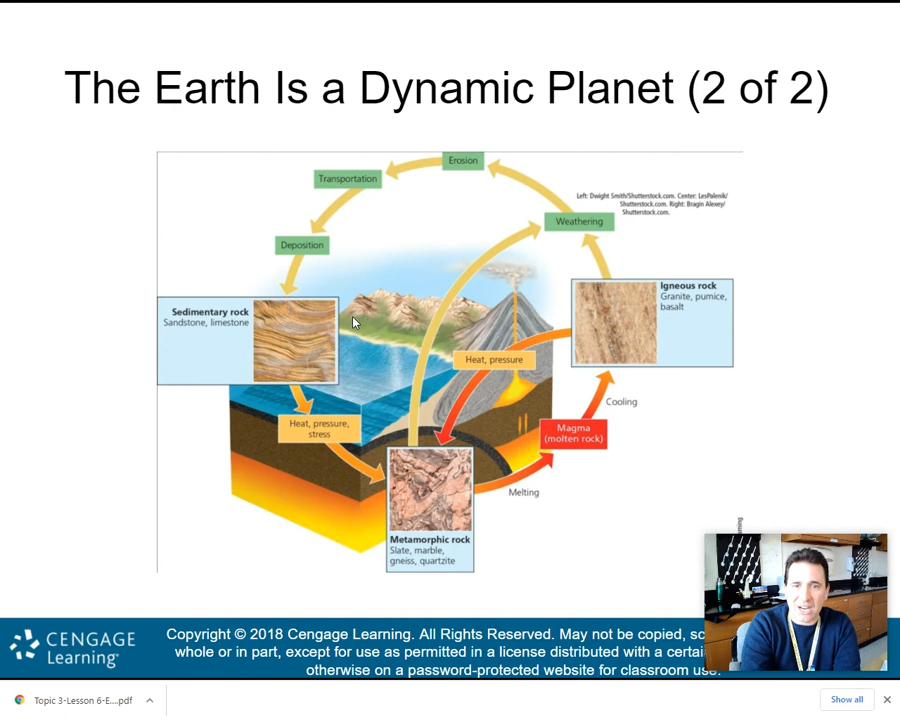 The Earth Is a Dynamic Planet (2 of 2)
Erosion
Transportation
Left: Dwight Smith/Shutterstock.com. Center: LesPalenik/
Shutterstock.com. Right: Bragin Alexey/
Shutterstock.com.
Weathering
Deposition
Igneous rock
Granite, pumice,
basalt
Sedimentary rock
Sandstone, limestone
Heat, pressure
Cooling
Heat, pressure,
stress
Magma
(molten rock)
Melting
Metamorphic rock
Slate, marble,
gneiss, quartzite
CENGAGE
Learning
Copyright © 2018 Cengage Learning. All Rights Reserved. May not be copied,
whole or in part, except for use as permitted in a license distributed with a
otherwise on a password-protected website for classroom use.
Topic 3-Lesson 6-E....pdf
Show all